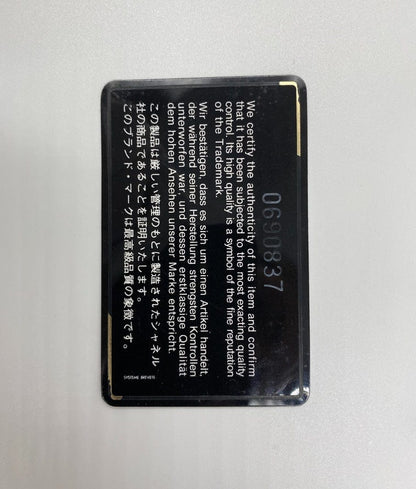 0690837
We certify the authenticity of this item and confirm
that it has been subjected to the most exacting quality
control. Its high quality is a symbol of the fine reputation
of the Trademark.
Wir bestätigen, dass es sich um einen Artikel handelt,
der während seiner Herstellung strengsten Kontrollen
unterworfen war, und dessen erstklassige Qualität
dem hohen Ansehen unserer Marke entspricht.
この製品は厳しい管理のもとに製造されたシャネル
社の商品であることを証明いたします。
このブランド・マークは最高級品質の象徴です。
SYSTEME BREVETE